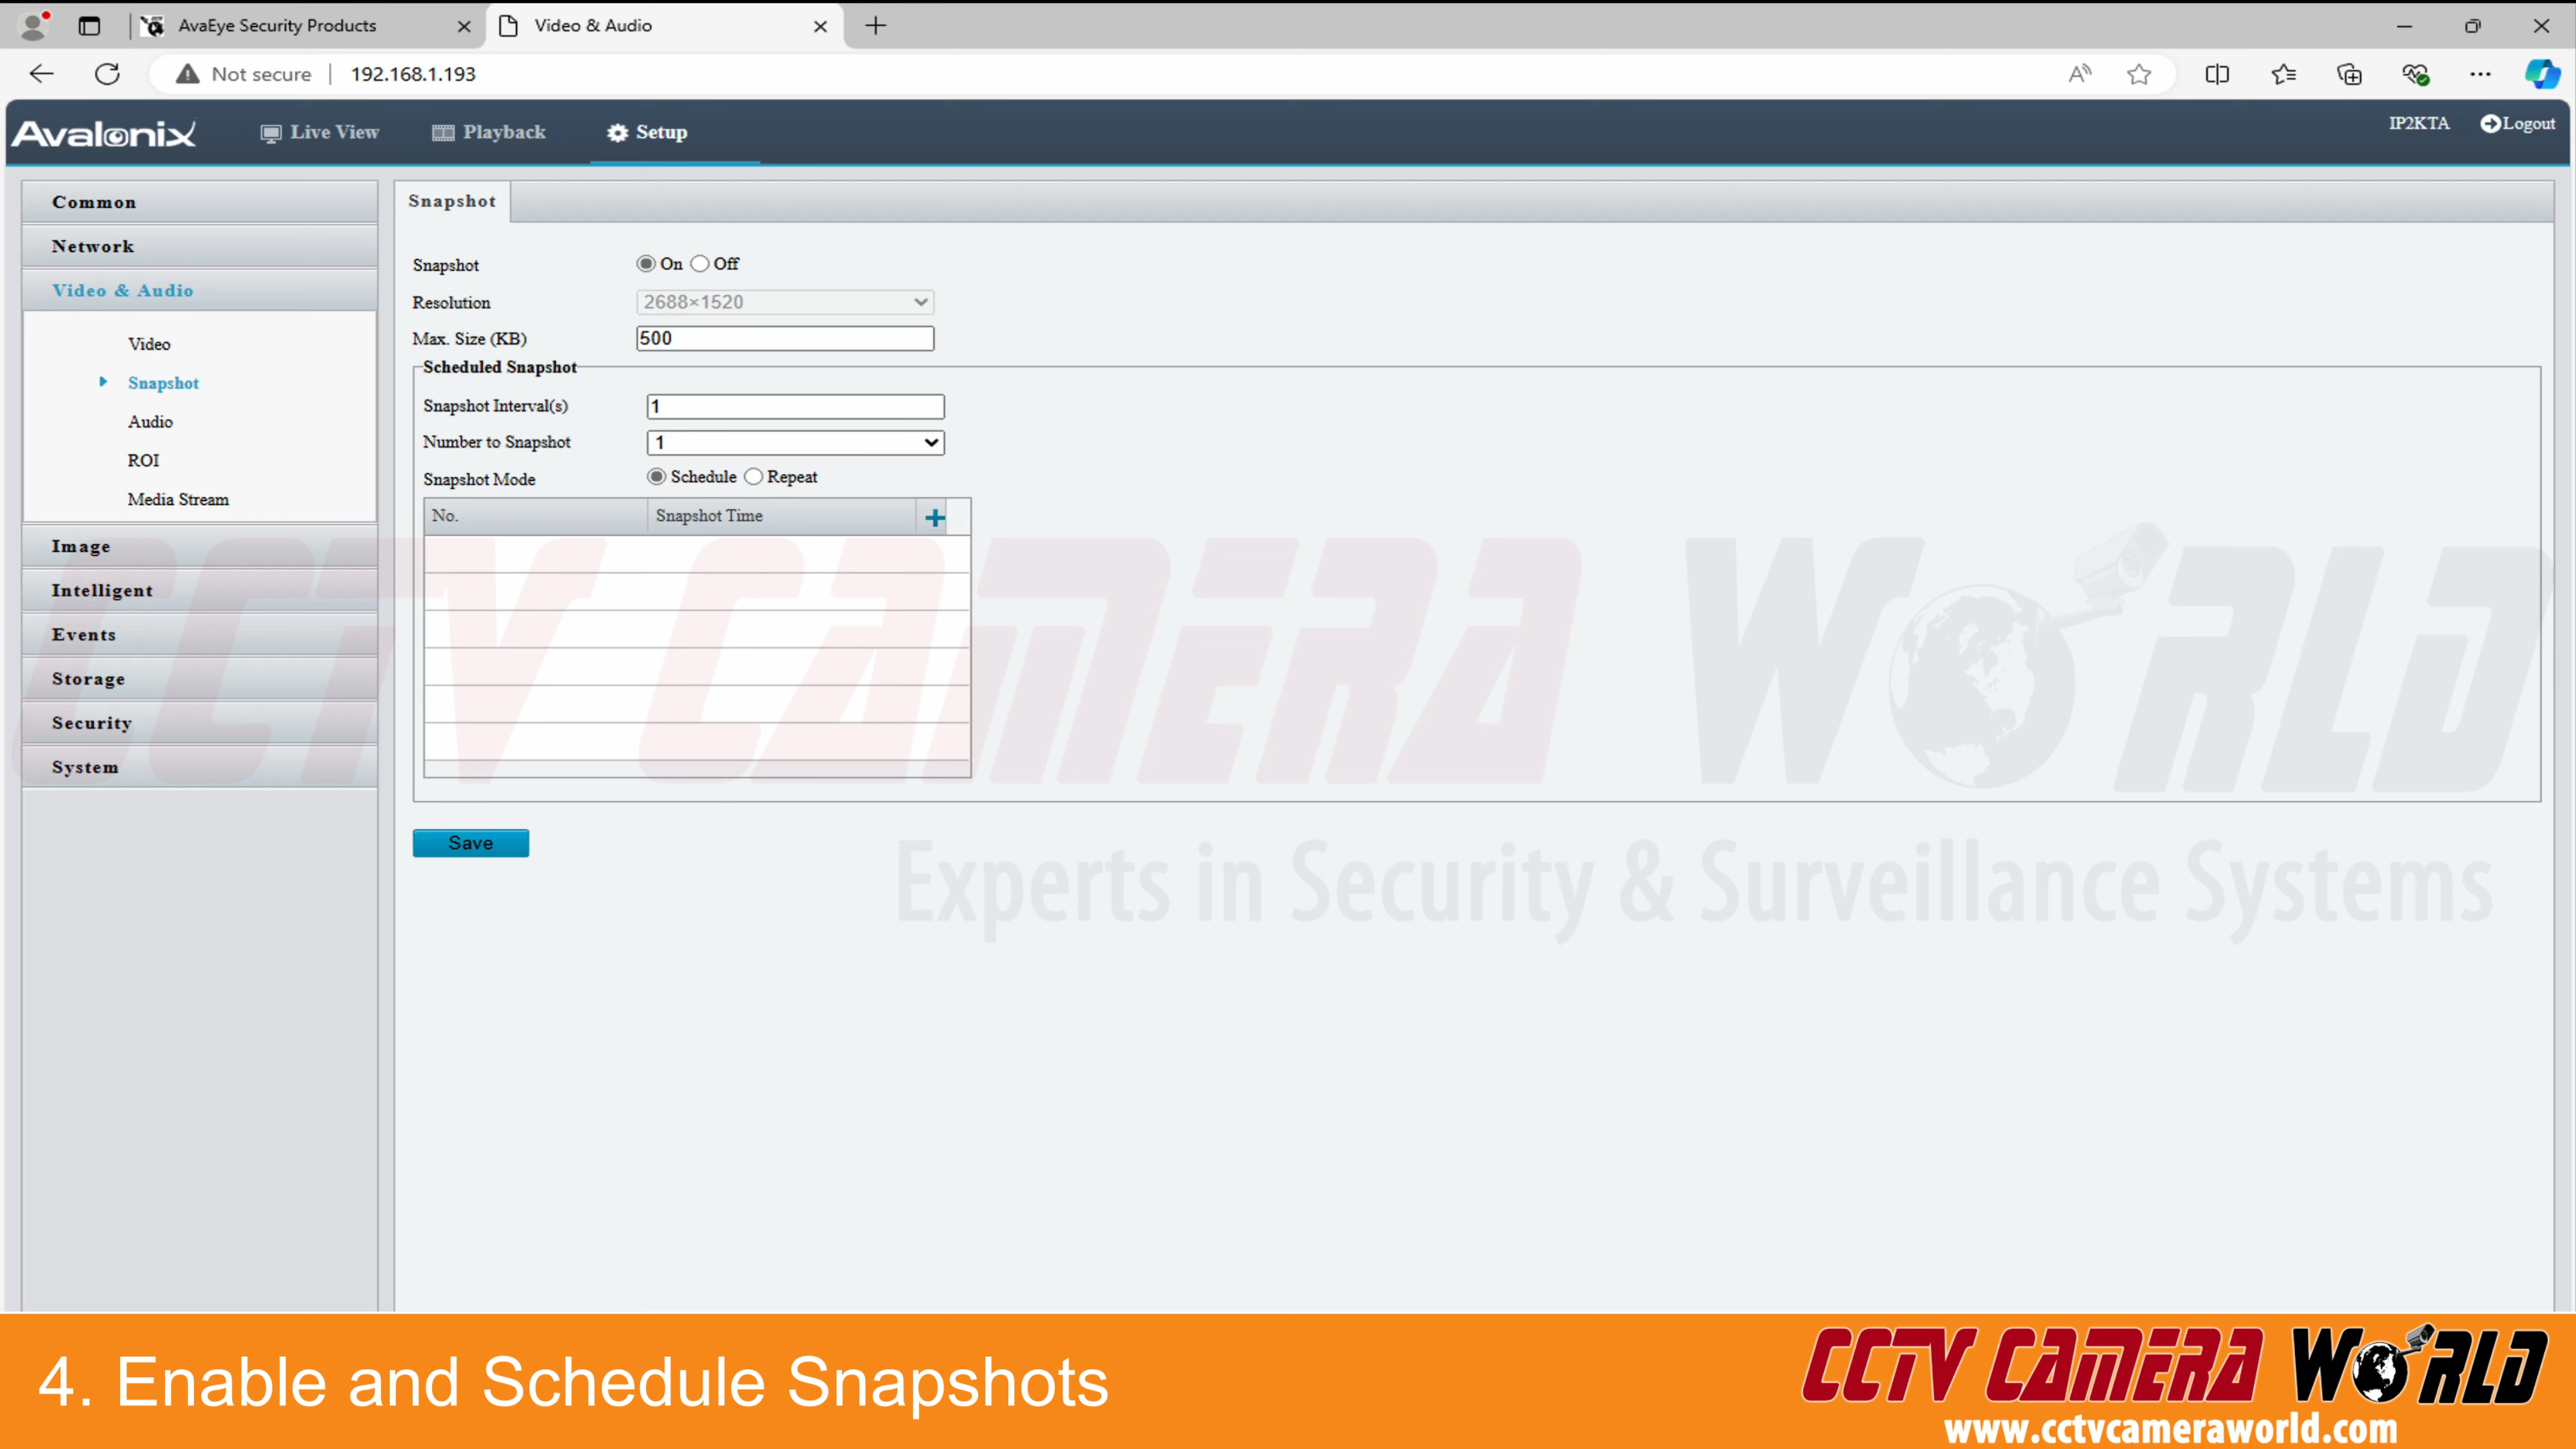 AvaEye Security Products
Video & Audio
Not secure
192.168.1.193
Avalonix
Live View
Playback
Setup
IP2KTA
Logout
Common
Network
Video & Audio
Video
Snapshot
Audio
ROI
Media Stream
Image
Intelligent
Events
Storage
Security
System
Snapshot
Snapshot On Off
Resolution 2688×1520
Max. Size (KB) 500
Scheduled Snapshot
Snapshot Interval(s) 1
Number to Snapshot 1
Snapshot Mode Schedule Repeat
No. Snapshot Time
Save
CCTV CAMERA WORLD
Experts in Security & Surveillance Systems
4. Enable and Schedule Snapshots
CCTV CAMERA WORLD
www.cctvcameraworld.com